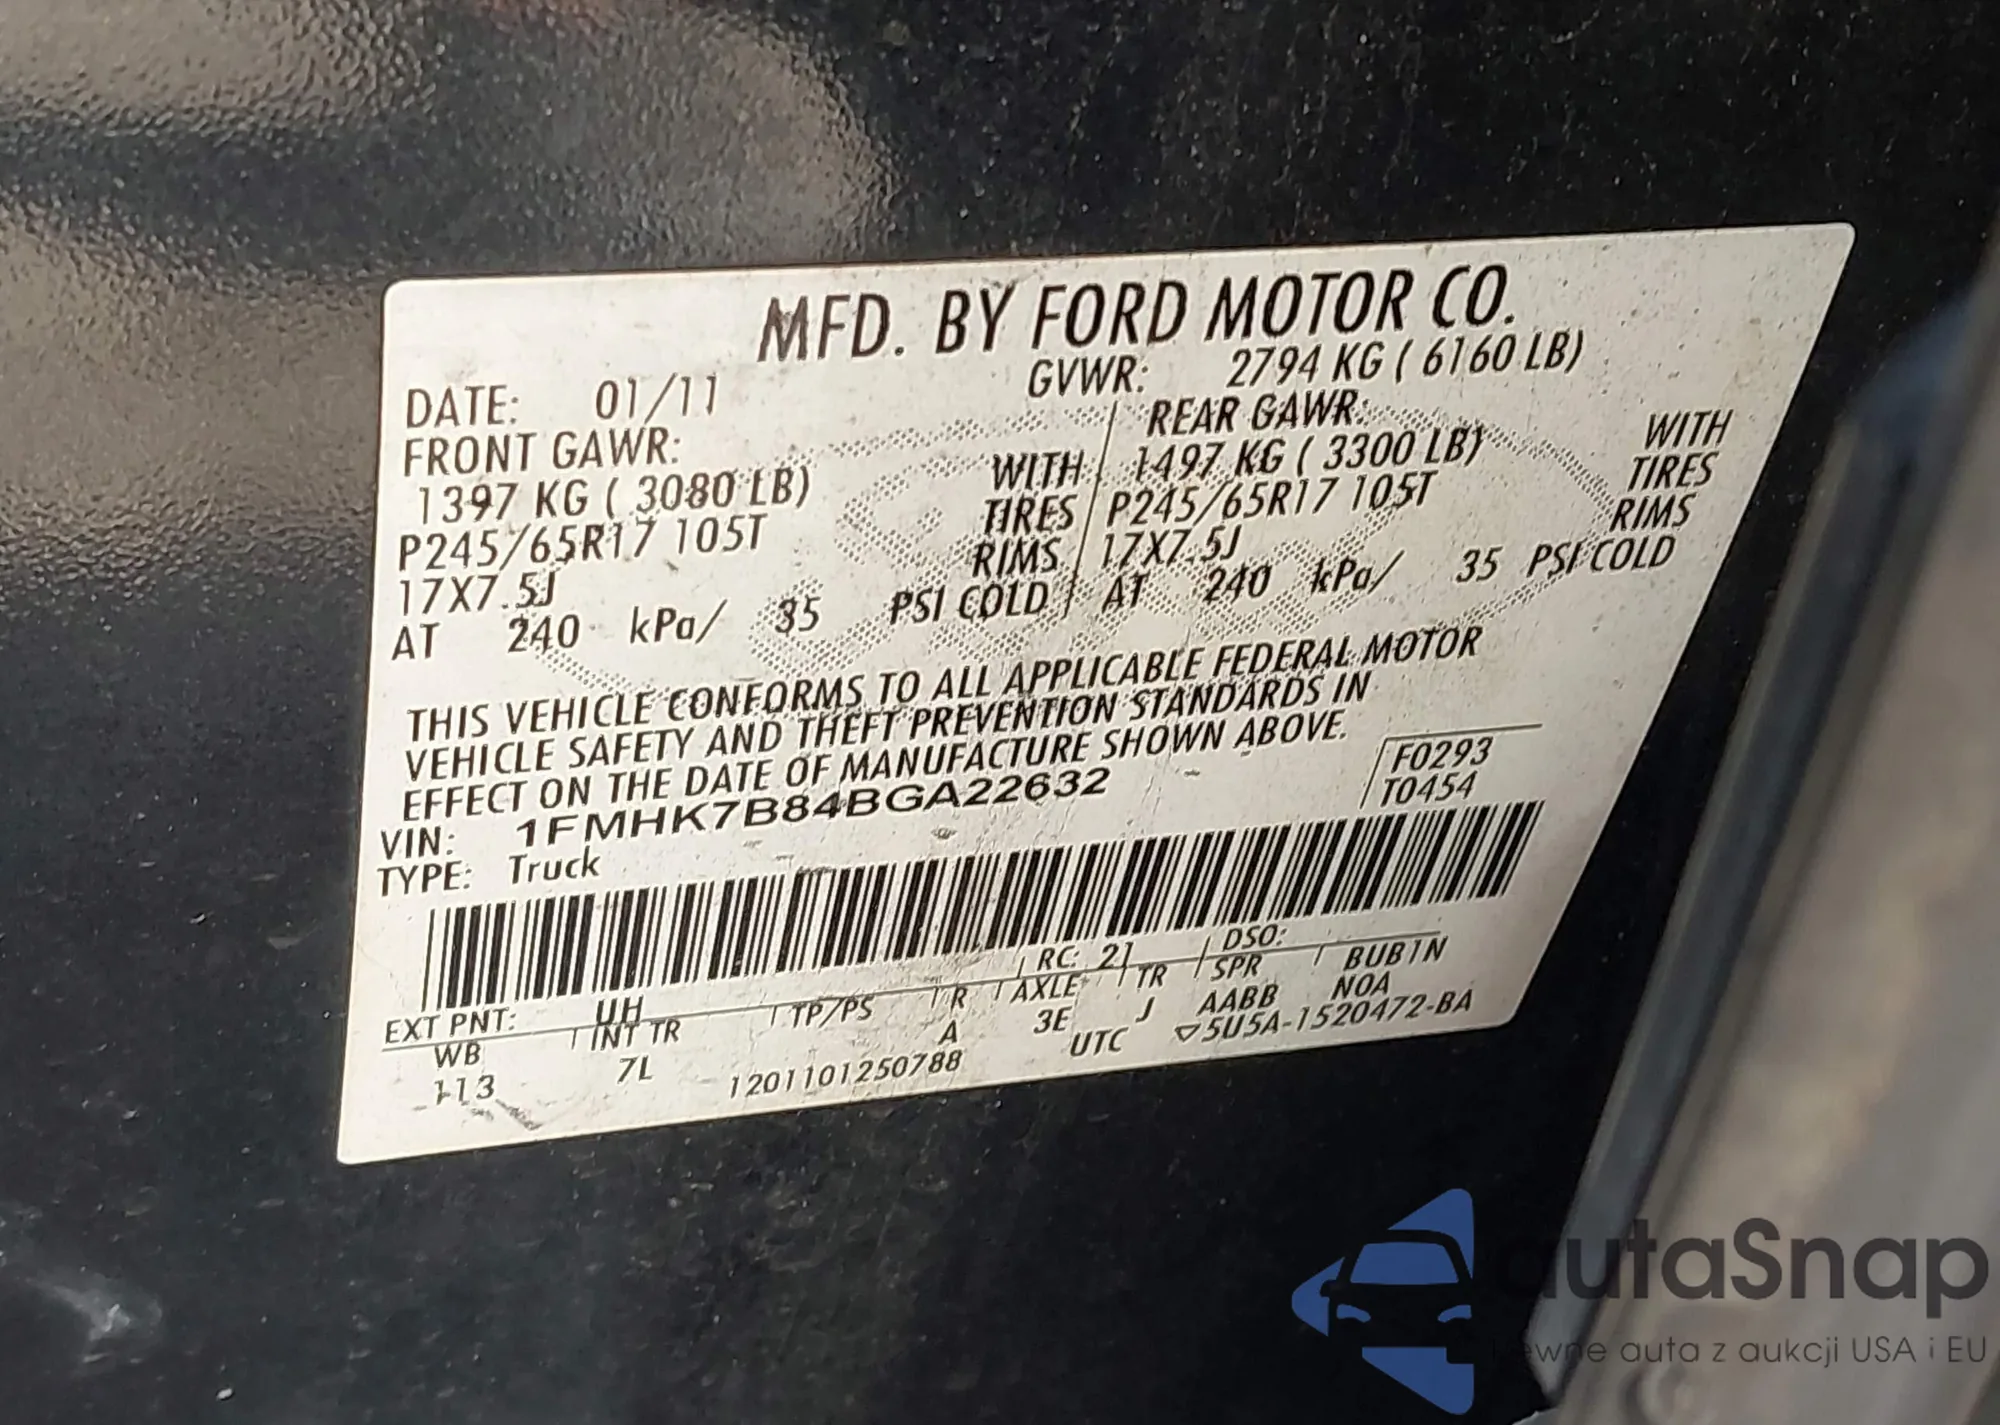 MFD. BY FORD MOTOR CO.
DATE: 01/11 GVWR: 2794 KG ( 6160 LB)
FRONT GAWR: REAR GAWR:
1397 KG ( 3080 LB) WITH 1497 KG ( 3300 LB) WITH
P245/65R17 105T TIRES P245/65R17 105T TIRES
17X7.5J RIMS 17X7.5J RIMS
AT 240 kPa/ 35 PSI COLD AT 240 kPa/ 35 PSI COLD
THIS VEHICLE CONFORMS TO ALL APPLICABLE FEDERAL MOTOR
VEHICLE SAFETY AND THEFT PREVENTION STANDARDS IN
EFFECT ON THE DATE OF MANUFACTURE SHOWN ABOVE.
VIN: 1FMHK7B84BGA22632 F0293
TYPE: Truck T0454
EXT PNT: UH RC: 21 DSO:
WB INT TR TP/PS R AXLE TR SPR BUB1N
113 7L A 3E J AABB NOA
1201101250788 UTC ▽5U5A-1520472-BA
autaSnap
Pewne auta z aukcji USA i EU